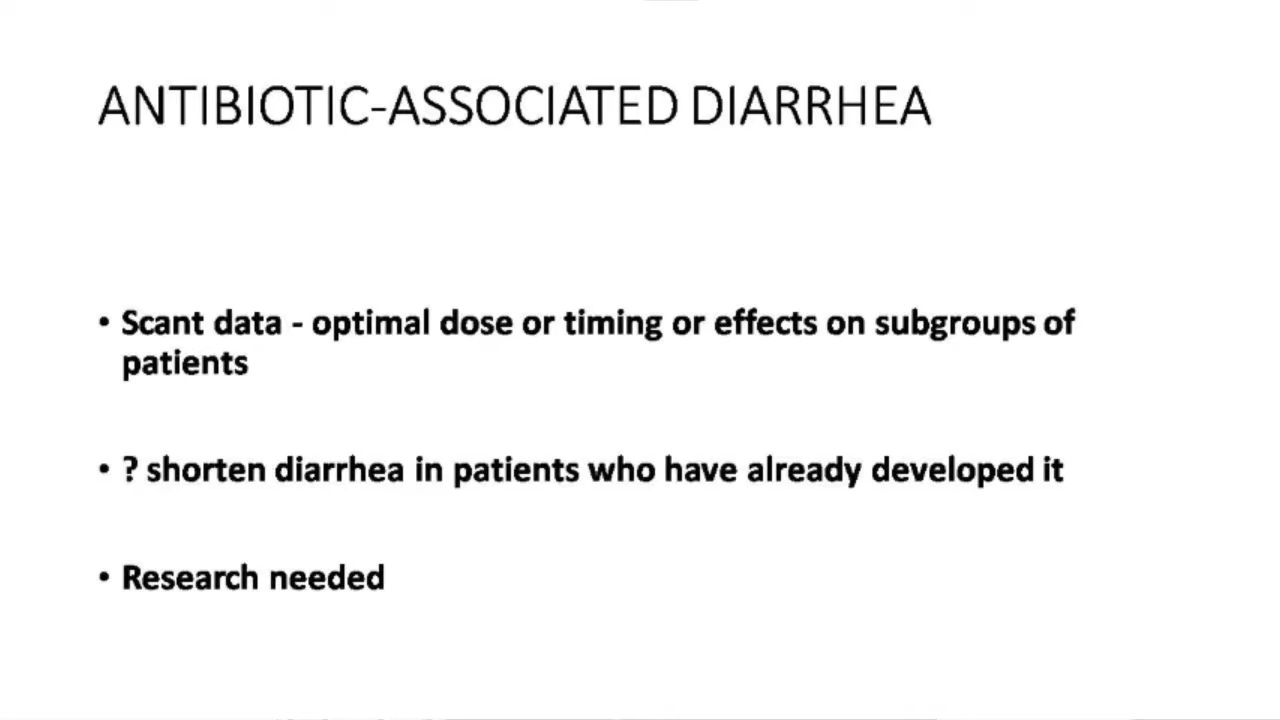 ANTIBIOTIC-ASSOCIATED DIARRHEA
• Scant data - optimal dose or timing or effects on subgroups of
patients
• ? shorten diarrhea in patients who have already developed it
• Research needed